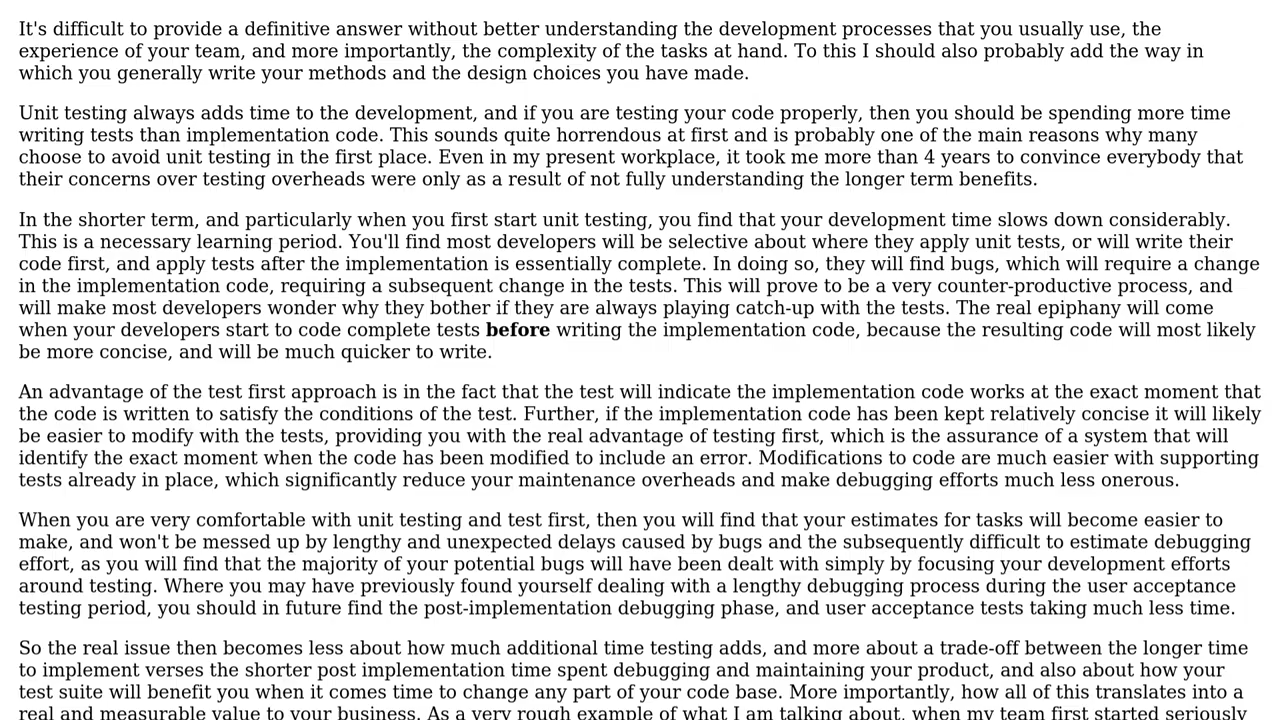 It's difficult to provide a definitive answer without better understanding the development processes that you usually use, the
experience of your team, and more importantly, the complexity of the tasks at hand. To this I should also probably add the way in
which you generally write your methods and the design choices you have made.
Unit testing always adds time to the development, and if you are testing your code properly, then you should be spending more time
writing tests than implementation code. This sounds quite horrendous at first and is probably one of the main reasons why many
choose to avoid unit testing in the first place. Even in my present workplace, it took me more than 4 years to convince everybody that
their concerns over testing overheads were only as a result of not fully understanding the longer term benefits.
In the shorter term, and particularly when you first start unit testing, you find that your development time slows down considerably.
This is a necessary learning period. You'll find most developers will be selective about where they apply unit tests, or will write their
code first, and apply tests after the implementation is essentially complete. In doing so, they will find bugs, which will require a change
in the implementation code, requiring a subsequent change in the tests. This will prove to be a very counter-productive process, and
will make most developers wonder why they bother if they are always playing catch-up with the tests. The real epiphany will come
when your developers start to code complete tests before writing the implementation code, because the resulting code will most likely
be more concise, and will be much quicker to write.
An advantage of the test first approach is in the fact that the test will indicate the implementation code works at the exact moment that
the code is written to satisfy the conditions of the test. Further, if the implementation code has been kept relatively concise it will likely
be easier to modify with the tests, providing you with the real advantage of testing first, which is the assurance of a system that will
identify the exact moment when the code has been modified to include an error. Modifications to code are much easier with supporting
tests already in place, which significantly reduce your maintenance overheads and make debugging efforts much less onerous.
When you are very comfortable with unit testing and test first, then you will find that your estimates for tasks will become easier to
make, and won't be messed up by lengthy and unexpected delays caused by bugs and the subsequently difficult to estimate debugging
effort, as you will find that the majority of your potential bugs will have been dealt with simply by focusing your development efforts
around testing. Where you may have previously found yourself dealing with a lengthy debugging process during the user acceptance
testing period, you should in future find the post-implementation debugging phase, and user acceptance tests taking much less time.
So the real issue then becomes less about how much additional time testing adds, and more about a trade-off between the longer time
to implement verses the shorter post implementation time spent debugging and maintaining your product, and also about how your
test suite will benefit you when it comes time to change any part of your code base. More importantly, how all of this translates into a
real and measurable value to your business. As a very rough example of what I am talking about, when my team first started seriously